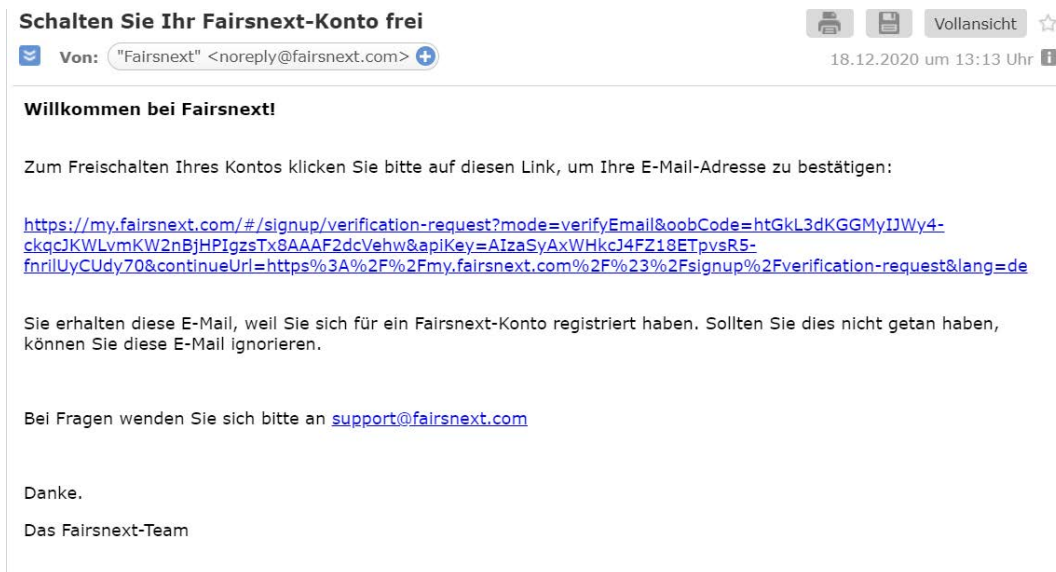 Schalten Sie Ihr Fairsnext-Konto frei
Vollansicht
Von: "Fairsnext" <noreply@fairsnext.com>
18.12.2020 um 13:13 Uhr
Willkommen bei Fairsnext!
Zum Freischalten Ihres Kontos klicken Sie bitte auf diesen Link, um Ihre E-Mail-Adresse zu bestätigen:
https://my.fairsnext.com/#/signup/verification-request?mode=verifyEmail&oobCode=htGkL3dKGGMyIJWy4-
ckqcJKWLvmKW2nBjHPIgzsTx8AAAF2dcVehw&apiKey=AIzaSyAxWHkcJ4FZ18ETpvsR5-
fnrilUyCUdy70&continueUrl=https%3A%2F%2Fmy.fairsnext.com%2F%23%2Fsignup%2Fverification-request&lang=de
Sie erhalten diese E-Mail, weil Sie sich für ein Fairsnext-Konto registriert haben. Sollten Sie dies nicht getan haben,
können Sie diese E-Mail ignorieren.
Bei Fragen wenden Sie sich bitte an support@fairsnext.com
Danke.
Das Fairsnext-Team